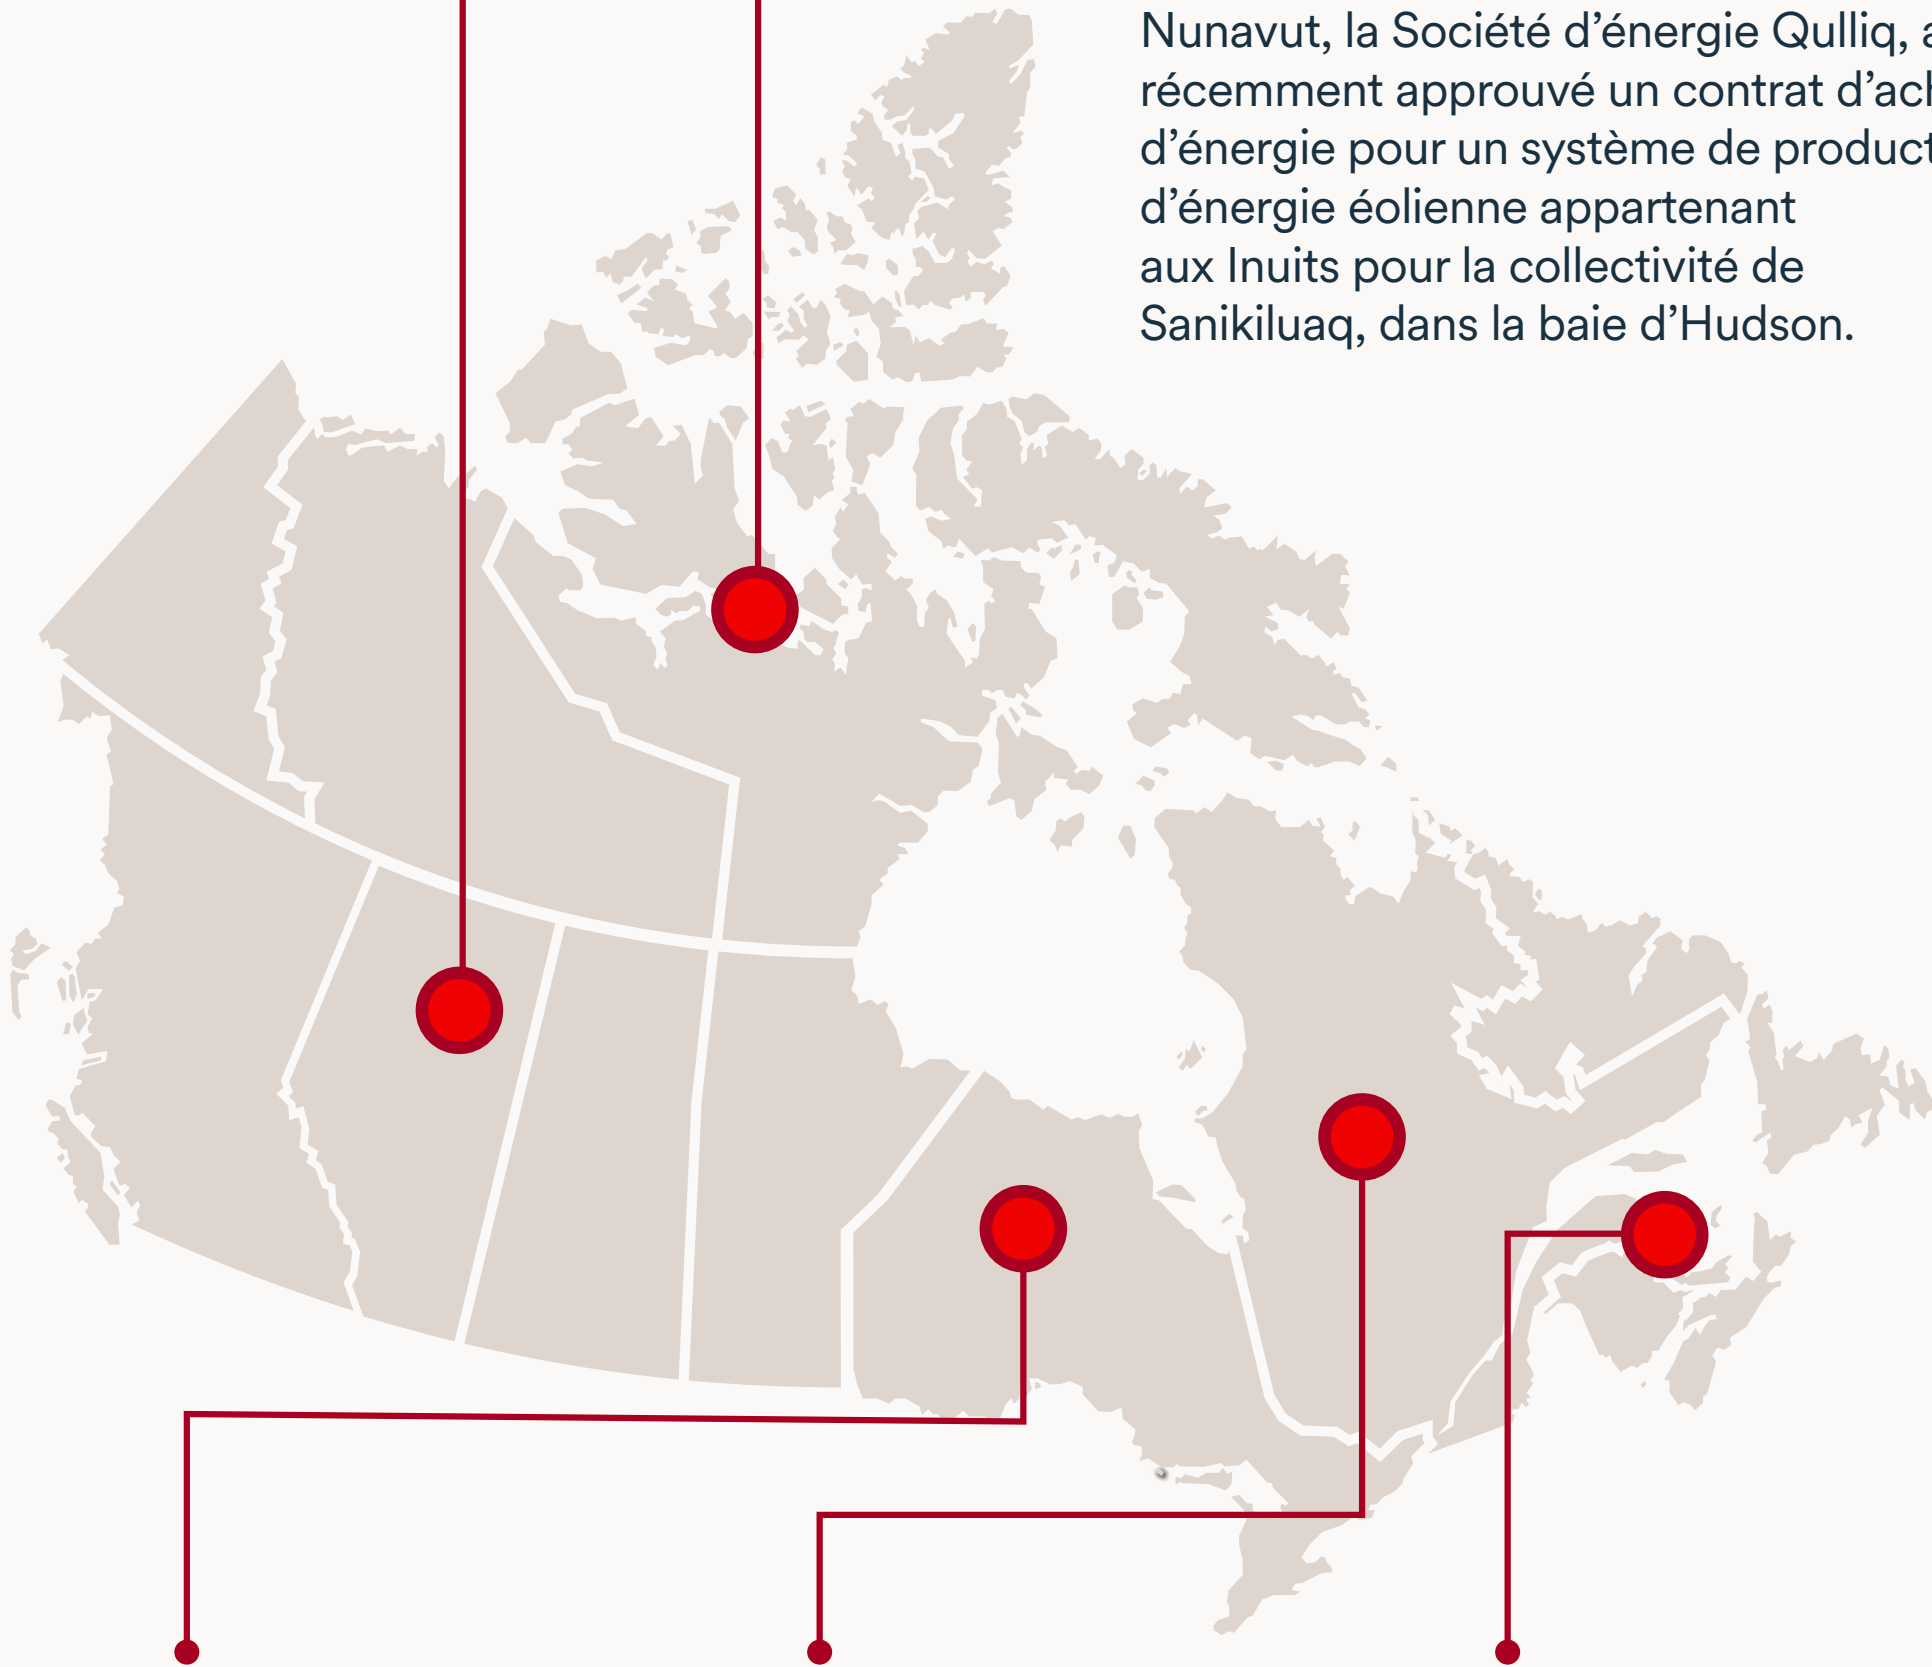 Nunavut, la Société d’énergie Qulliq, a
récemment approuvé un contrat d’ach
d’énergie pour un système de product
d’énergie éolienne appartenant
aux Inuits pour la collectivité de
Sanikiluaq, dans la baie d’Hudson.